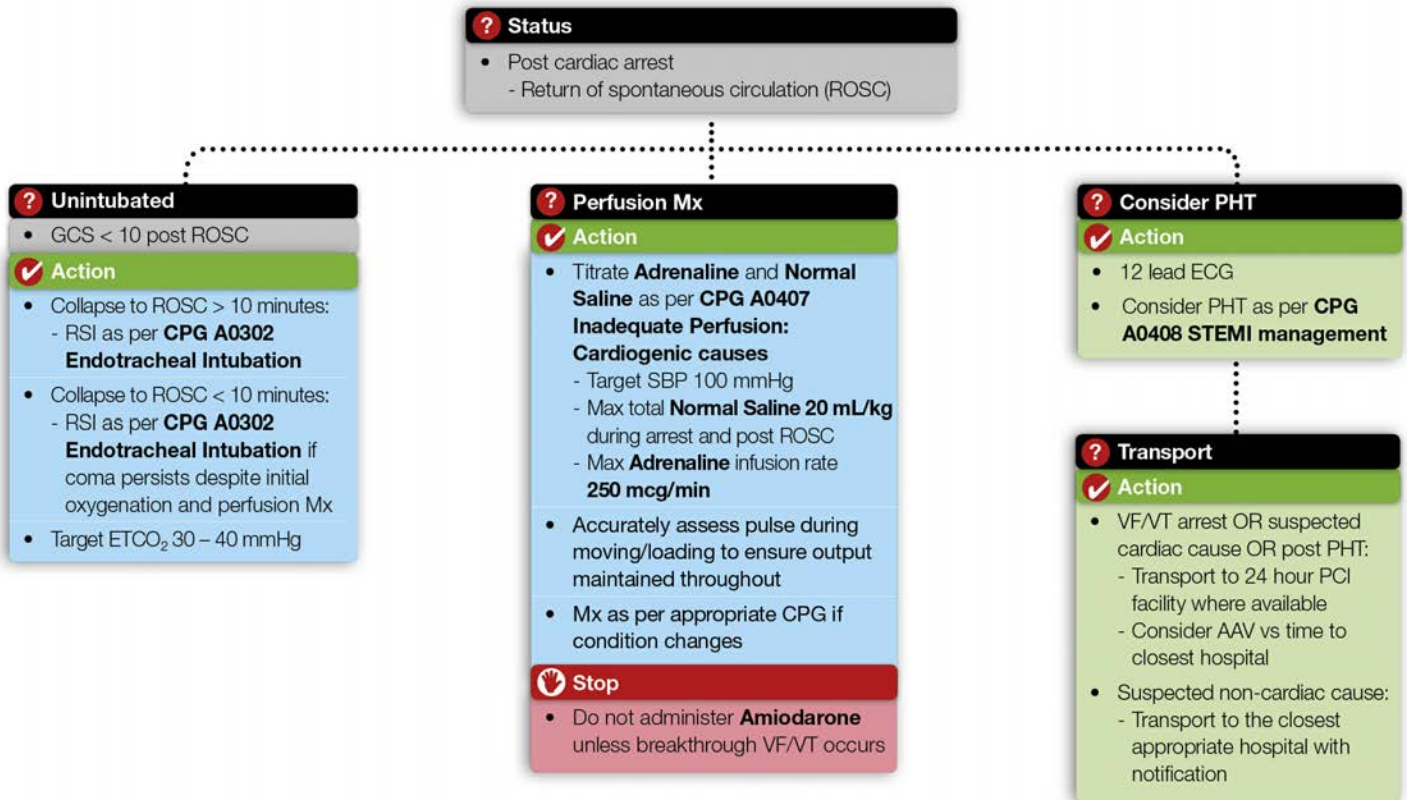 Status
• Post cardiac arrest
- Return of spontaneous circulation (ROSC)
Unintubated
• GCS < 10 post ROSC
Action
• Collapse to ROSC > 10 minutes:
- RSI as per CPG A0302
Endotracheal Intubation
• Collapse to ROSC < 10 minutes:
- RSI as per CPG A0302
Endotracheal Intubation if
coma persists despite initial
oxygenation and perfusion Mx
• Target ETCO₂ 30 – 40 mmHg
Perfusion Mx
Action
• Titrate Adrenaline and Normal
Saline as per CPG A0407
Inadequate Perfusion:
Cardiogenic causes
- Target SBP 100 mmHg
- Max total Normal Saline 20 mL/kg
during arrest and post ROSC
- Max Adrenaline infusion rate
250 mcg/min
• Accurately assess pulse during
moving/loading to ensure output
maintained throughout
• Mx as per appropriate CPG if
condition changes
Stop
• Do not administer Amiodarone
unless breakthrough VF/VT occurs
Consider PHT
Action
• 12 lead ECG
• Consider PHT as per CPG
A0408 STEMI management
Transport
Action
• VF/VT arrest OR suspected
cardiac cause OR post PHT:
- Transport to 24 hour PCI
facility where available
- Consider AAV vs time to
closest hospital
• Suspected non-cardiac cause:
- Transport to the closest
appropriate hospital with
notification